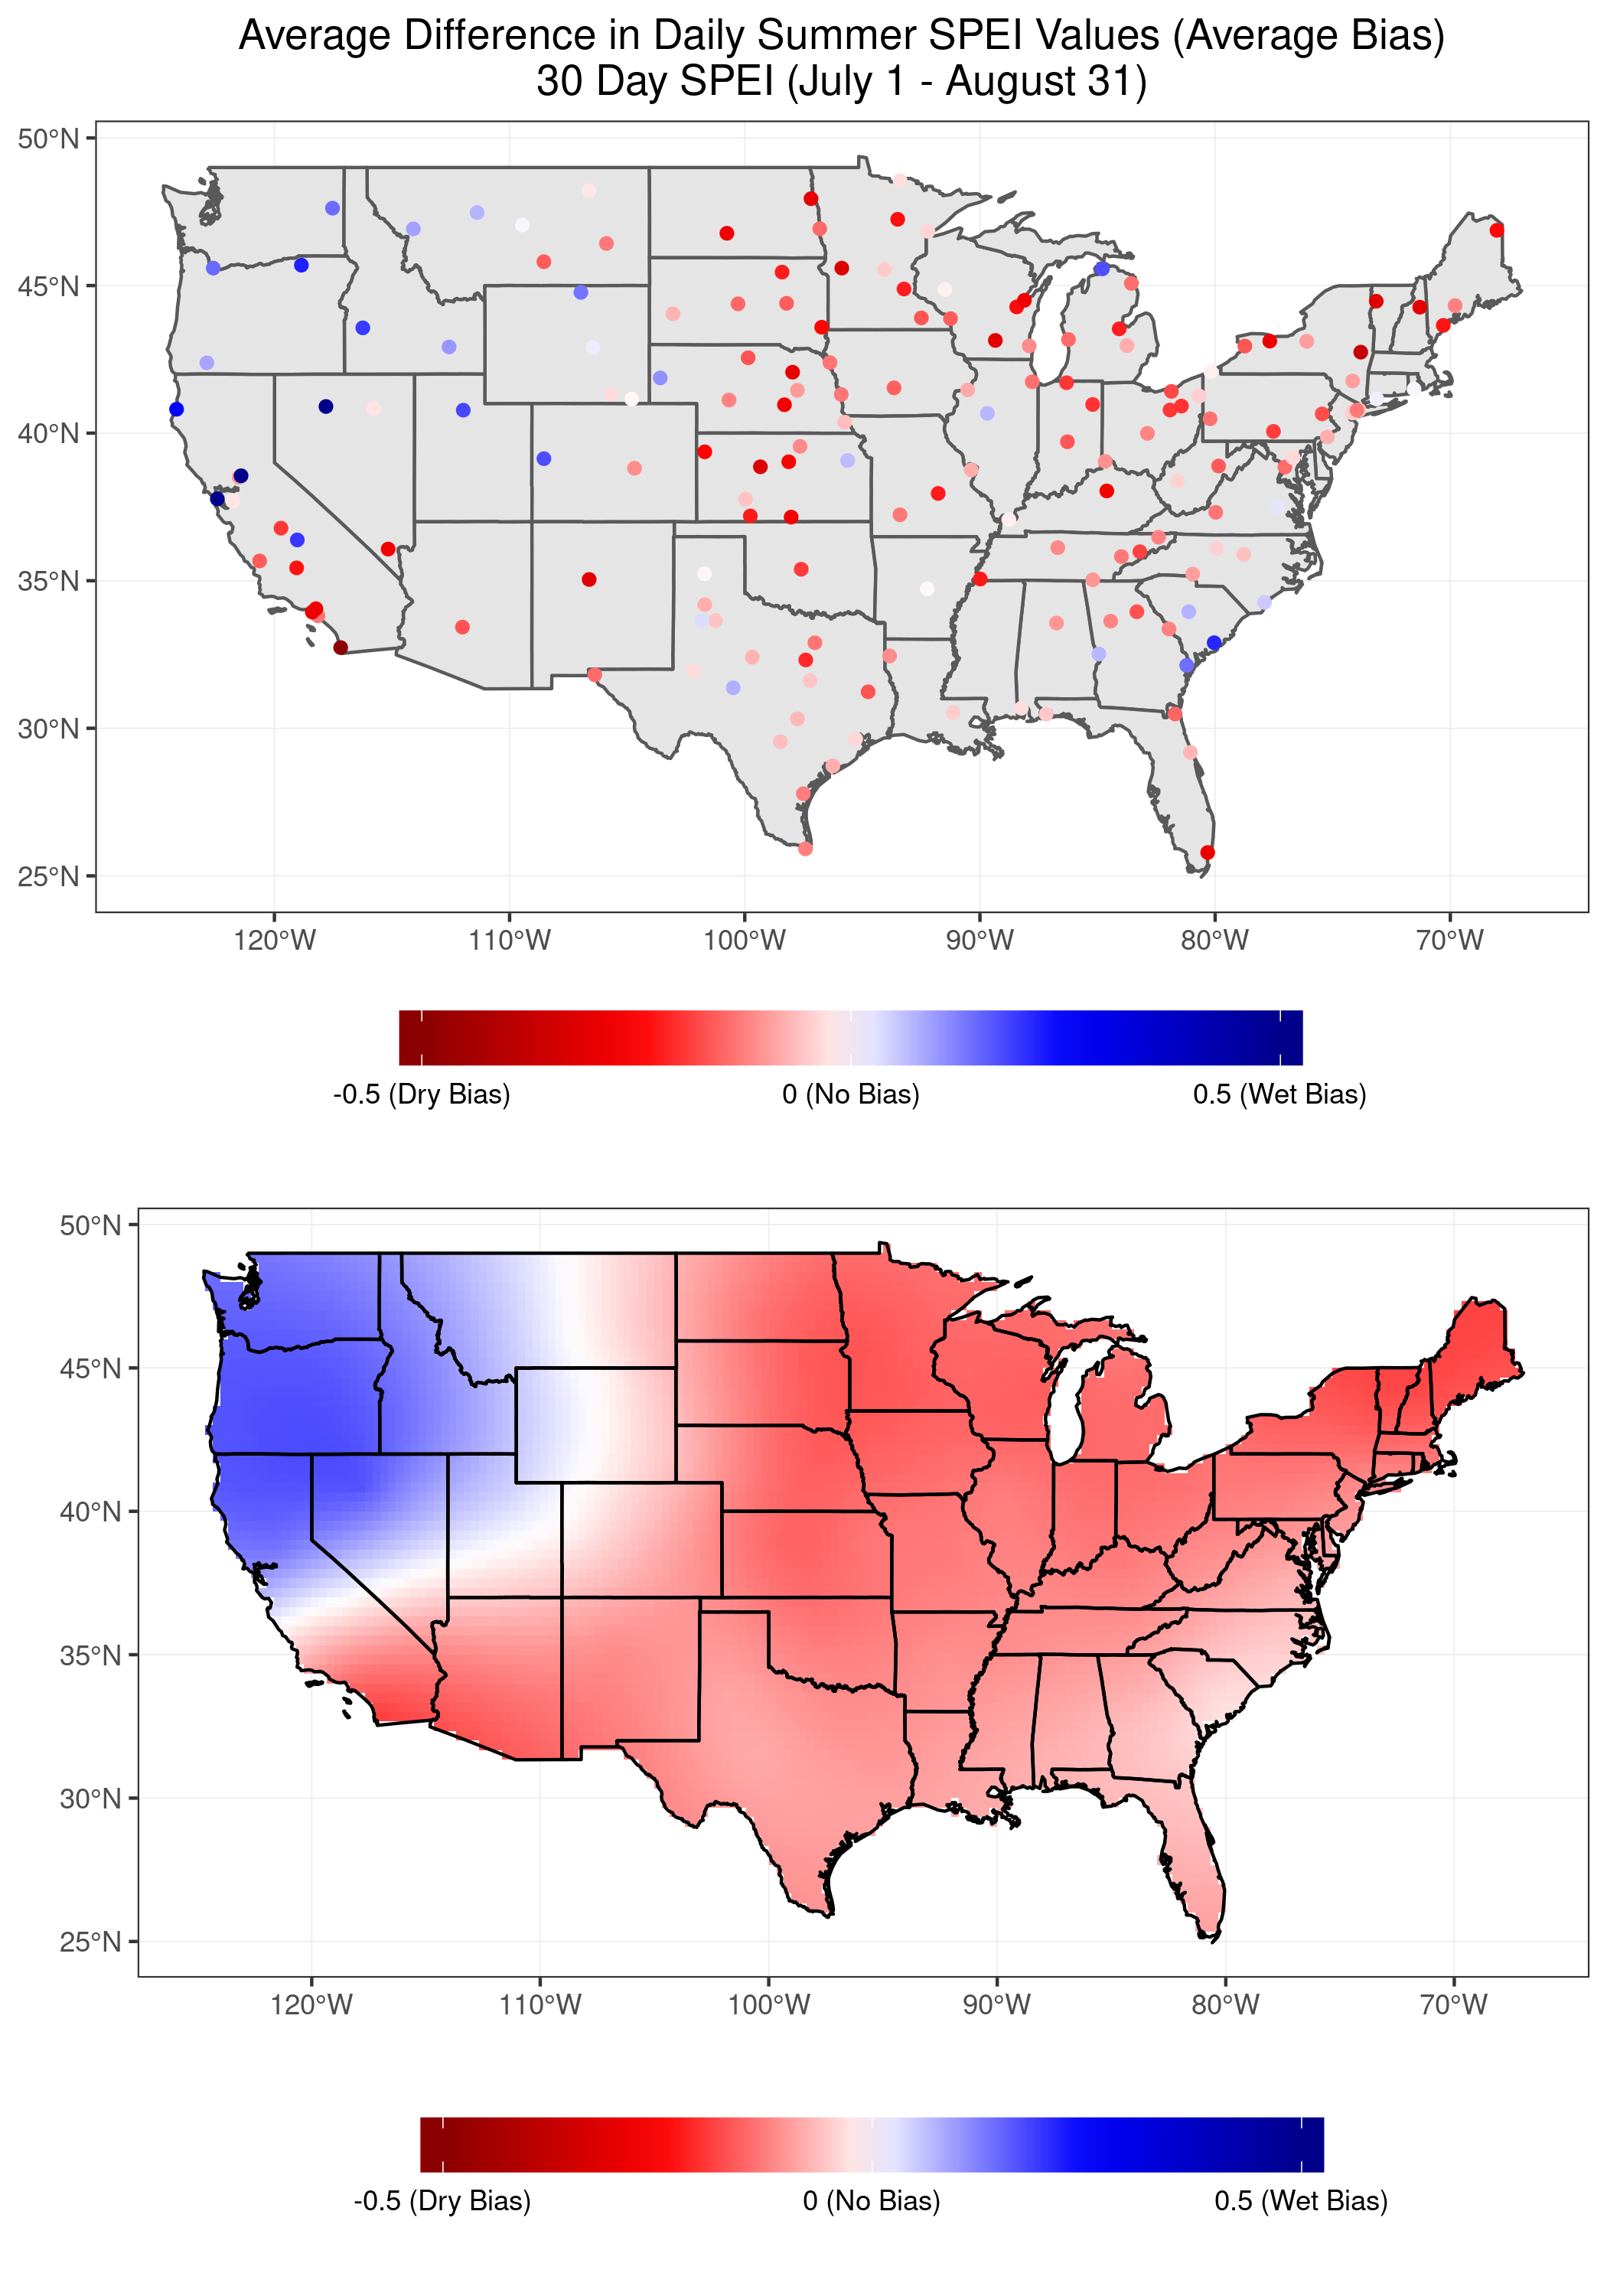 Average Difference in Daily Summer SPEI Values (Average Bias)
30 Day SPEI (July 1 - August 31)
50°N
45°N
40°N
35°N
30°N
25°N
120°W 110°W 100°W 90°W 80°W 70°W
-0.5 (Dry Bias) 0 (No Bias) 0.5 (Wet Bias)
50°N
45°N
40°N
35°N
30°N
25°N
120°W 110°W 100°W 90°W 80°W 70°W
-0.5 (Dry Bias) 0 (No Bias) 0.5 (Wet Bias)